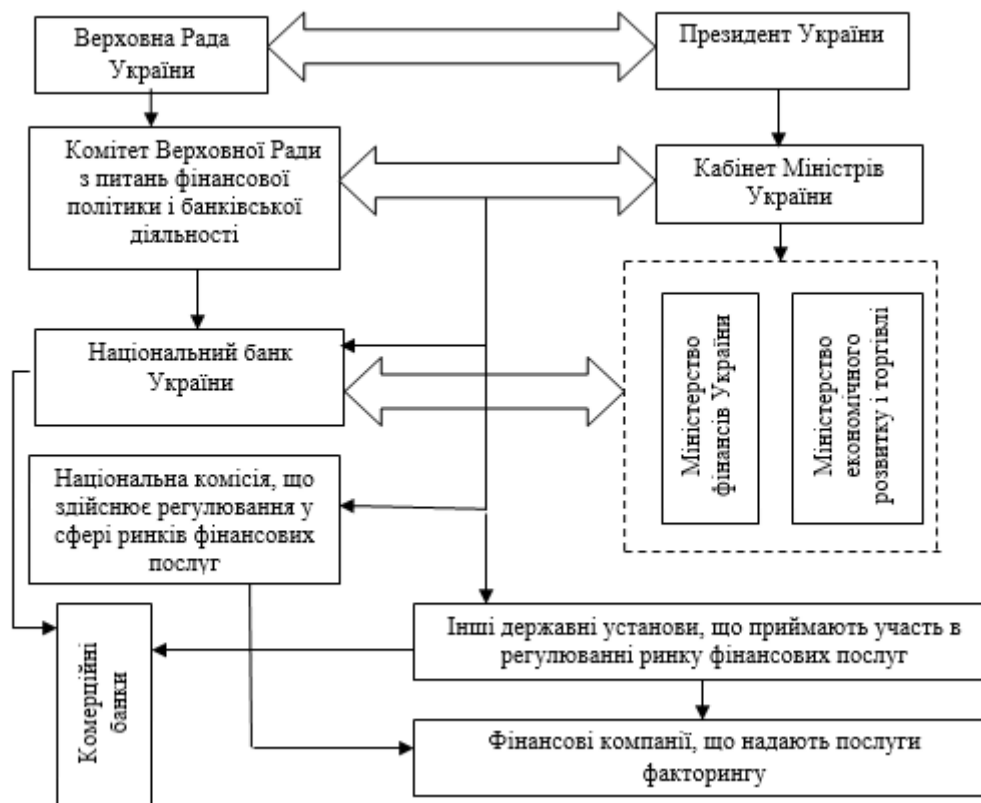 Верховна Рада
України
Президент України
Комітет Верховної Ради
з питань фінансової
політики і банківської
діяльності
Кабінет Міністрів
України
Національний банк
України
Міністерство
фінансів України
Міністерство
економічного
розвитку і торгівлі
Національна комісія, що
здійснює регулювання у
сфері ринків фінансових
послуг
Комерційні
банки
Інші державні установи, що приймають участь в
регулюванні ринку фінансових послуг
Фінансові компанії, що надають послуги
факторингу